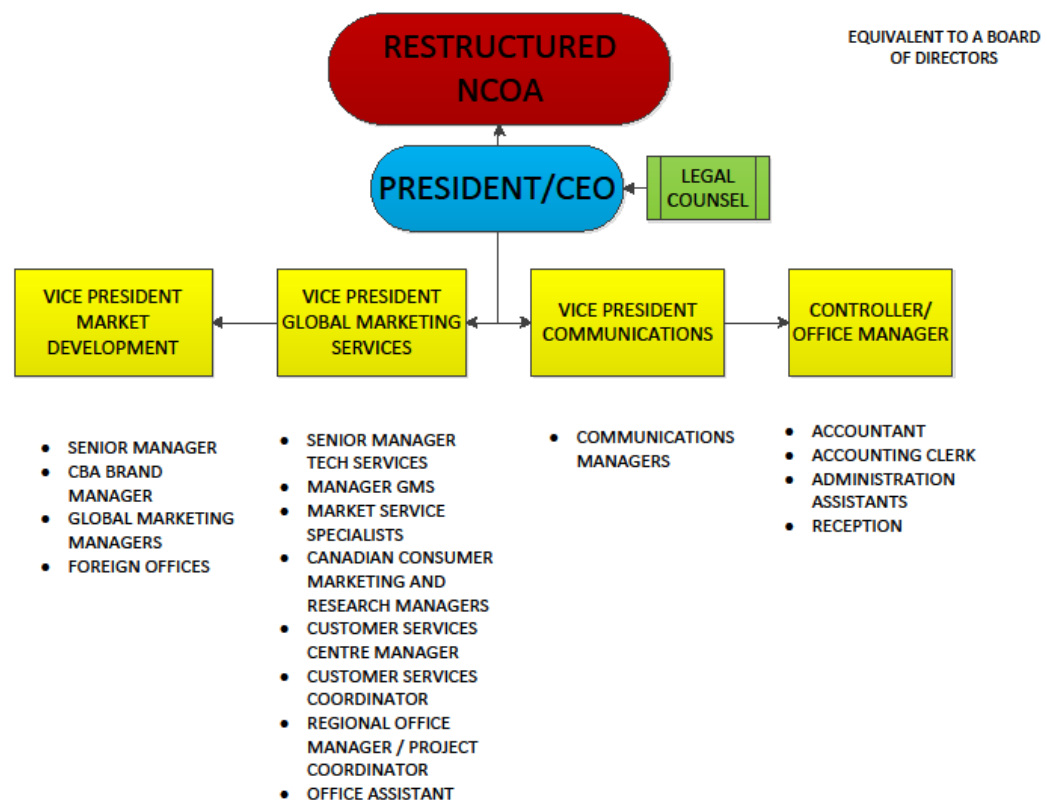 RESTRUCTURED
NCOA
EQUIVALENT TO A BOARD
OF DIRECTORS
PRESIDENT/CEO
LEGAL
COUNSEL
VICE PRESIDENT
MARKET
DEVELOPMENT
VICE PRESIDENT
GLOBAL MARKETING
SERVICES
VICE PRESIDENT
COMMUNICATIONS
CONTROLLER/
OFFICE MANAGER
● SENIOR MANAGER
● CBA BRAND
MANAGER
● GLOBAL MARKETING
MANAGERS
● FOREIGN OFFICES
● SENIOR MANAGER
TECH SERVICES
● MANAGER GMS
● MARKET SERVICE
SPECIALISTS
● CANADIAN CONSUMER
MARKETING AND
RESEARCH MANAGERS
● CUSTOMER SERVICES
CENTRE MANAGER
● CUSTOMER SERVICES
COORDINATOR
● REGIONAL OFFICE
MANAGER / PROJECT
COORDINATOR
● OFFICE ASSISTANT
● COMMUNICATIONS
MANAGERS
● ACCOUNTANT
● ACCOUNTING CLERK
● ADMINISTRATION
ASSISTANTS
● RECEPTION